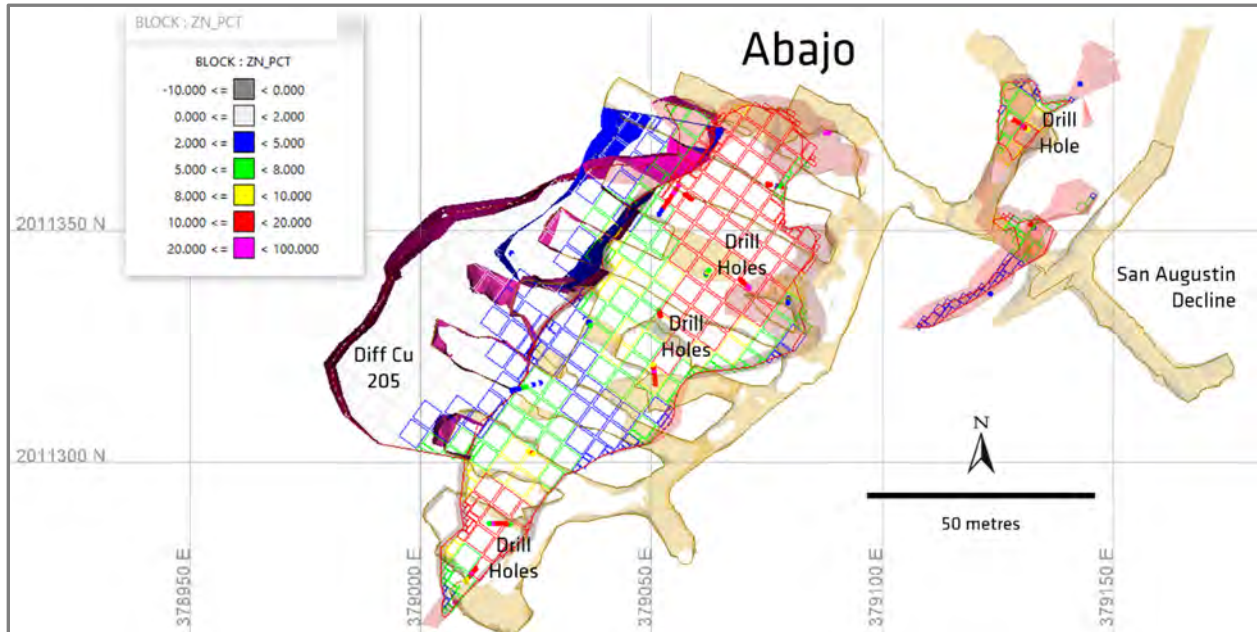 BLOCK : ZN_PCT
BLOCK : ZN_PCT
-10.000 <= < 0.000
0.000 <= < 2.000
2.000 <= < 5.000
5.000 <= < 8.000
8.000 <= < 10.000
10.000 <= < 20.000
20.000 <= < 100.000
Abajo
Drill
Hole
2011350 N
Drill
Holes
San Augustin
Decline
Drill
Holes
Diff Cu
205
N
2011300 N
50 metres
Drill
Holes
378950 E
379000 E
379050 E
379100 E
379150 E